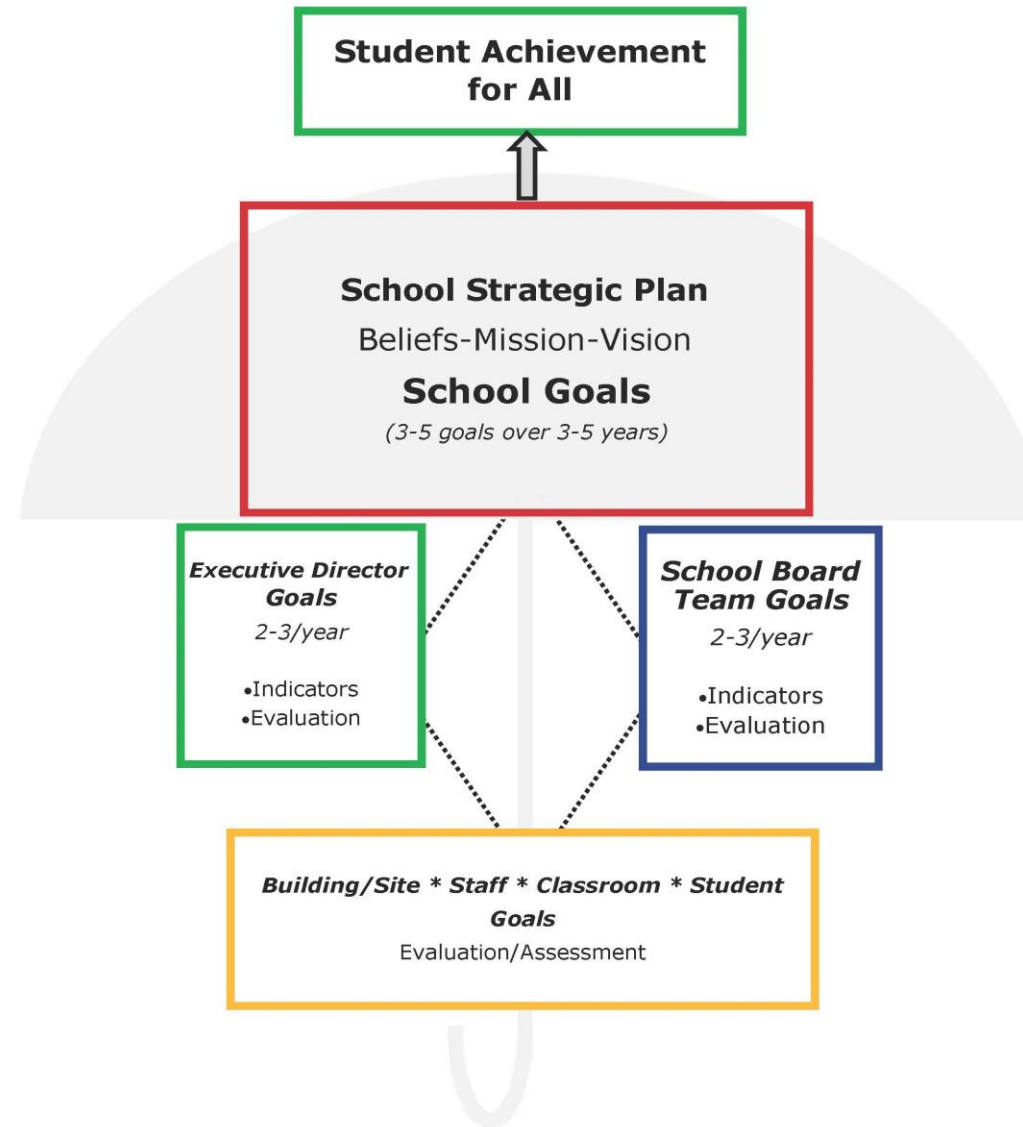 Student Achievement
for All
School Strategic Plan
Beliefs-Mission-Vision
School Goals
(3-5 goals over 3-5 years)
Executive Director
Goals
2-3/year
•Indicators
•Evaluation
School Board
Team Goals
2-3/year
•Indicators
•Evaluation
Building/Site * Staff * Classroom * Student
Goals
Evaluation/Assessment